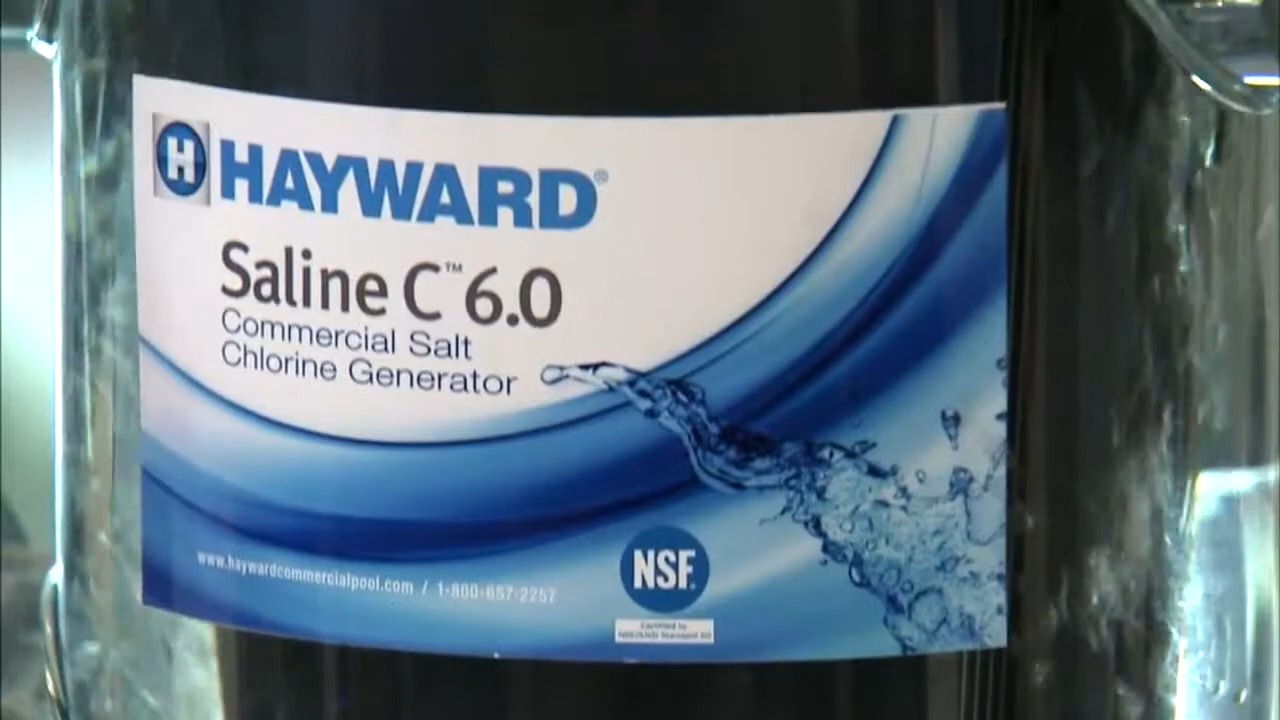 H HAYWARD®
Saline C™ 6.0
Commercial Salt
Chlorine Generator
www.haywardcommercialpool.com / 1-800-657-2257
NSF.
Certified to
NSF/ANSI Standard 50